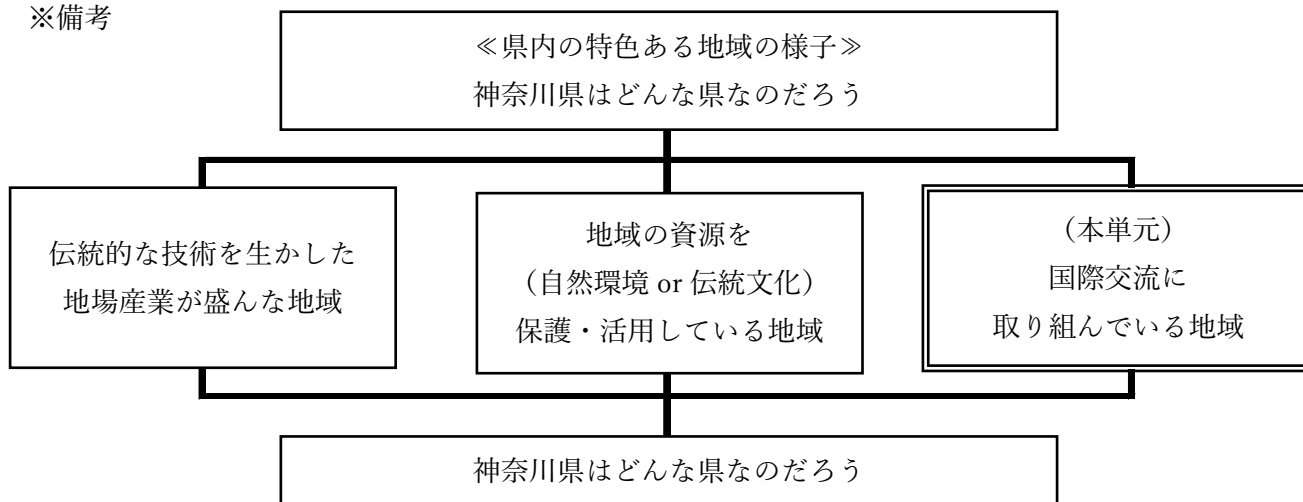 ※備考
≪県内の特色ある地域の様子≫
神奈川県はどんな県なのだろう
伝統的な技術を生かした
地場産業が盛んな地域
地域の資源を
（自然環境 or 伝統文化）
保護・活用している地域
（本単元）
国際交流に
取り組んでいる地域
神奈川県はどんな県なのだろう